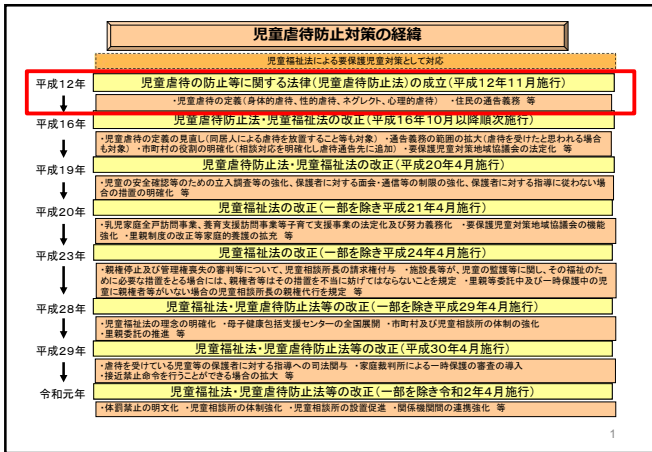 児童虐待防止対策の経緯
児童福祉法による要保護児童対策として対応
平成12年
児童虐待の防止等に関する法律(児童虐待防止法)の成立(平成12年11月施行)
・児童虐待の定義(身体的虐待、性的虐待、ネグレクト、心理的虐待) ・住民の通告義務 等
平成16年
児童虐待防止法・児童福祉法の改正(平成16年10月以降順次施行)
・児童虐待の定義の見直し(同居人による虐待を放置すること等も対象) ・通告義務の範囲の拡大(虐待を受けたと思われる場合
も対象) ・市町村の役割の明確化(相談対応を明確化し虐待通告先に追加) ・要保護児童対策地域協議会の法定化 等
平成19年
児童虐待防止法・児童福祉法の改正(平成20年4月施行)
・児童の安全確認等のための立入調査等の強化、保護者に対する面会・通信等の制限の強化、保護者に対する指導に従わない場
合の措置の明確化 等
平成20年
児童福祉法の改正(一部を除き平成21年4月施行)
・乳児家庭全戸訪問事業、養育支援訪問事業等子育て支援事業の法定化及び努力義務化 ・要保護児童対策地域協議会の機能
強化 ・里親制度の改正等家庭的養護の拡充 等
平成23年
児童福祉法の改正(一部を除き平成24年4月施行)
・親権停止及び管理権喪失の審判等について、児童相談所長の請求権付与 ・施設長等が、児童の監護等に関し、その福祉のた
めに必要な措置をとる場合には、親権者等はその措置を不当に妨げてはならないことを規定 ・里親等委託中及び一時保護中の児
童に親権者等がいない場合の児童相談所長の親権代行を規定 等
平成28年
児童福祉法・児童虐待防止法等の改正(一部を除き平成29年4月施行)
・児童福祉法の理念の明確化 ・母子健康包括支援センターの全国展開 ・市町村及び児童相談所の体制の強化
・里親委託の推進 等
平成29年
児童福祉法・児童虐待防止法等の改正(平成30年4月施行)
・虐待を受けている児童等の保護者に対する指導への司法関与 ・家庭裁判所による一時保護の審査の導入
・接近禁止命令を行うことができる場合の拡大 等
令和元年
児童福祉法・児童虐待防止法等の改正(一部を除き令和2年4月施行)
・体罰禁止の明文化 ・児童相談所の体制強化 ・児童相談所の設置促進 ・関係機関間の連携強化 等
1